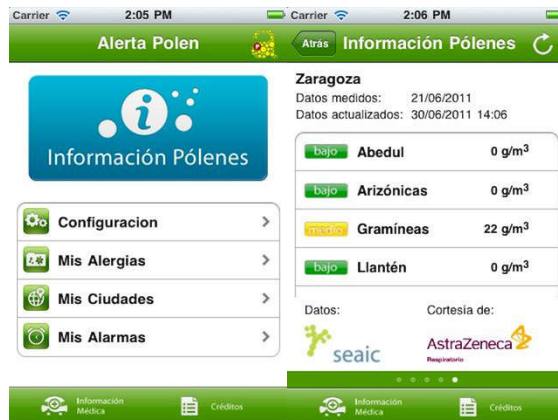 Carrier 2:05 PM
Alerta Polen
Información Pólenes
Configuracion
Mis Alergias
Mis Ciudades
Mis Alarmas
Información
Médica
Créditos
Carrier 2:06 PM
Atrás Información Pólenes
Zaragoza
Datos medidos: 21/06/2011
Datos actualizados: 30/06/2011 14:06
bajo Abedul 0 g/m³
bajo Arizónicas 0 g/m³
medio Gramíneas 22 g/m³
bajo Llantén 0 g/m³
Datos: Cortesia de:
seaic AstraZeneca
Respiratorio
Información
Médica
Créditos